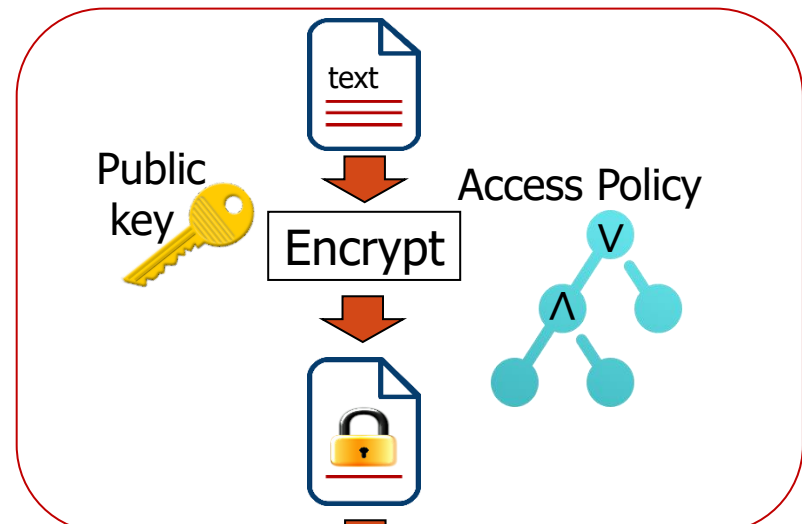 text
Public
key
Access Policy
Encrypt
V
Λ